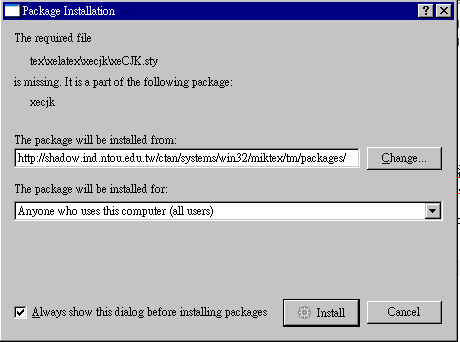 Package Installation
The required file
tex\xelatex\xecjk\xeCJK.sty
is missing. It is a part of the following package:
xecjk
The package will be installed from:
http://shadow.ind.ntou.edu.tw/ctan/systems/win32/miktex/tm/packages/
Change...
The package will be installed for:
Anyone who uses this computer (all users)
Always show this dialog before installing packages
Install
Cancel